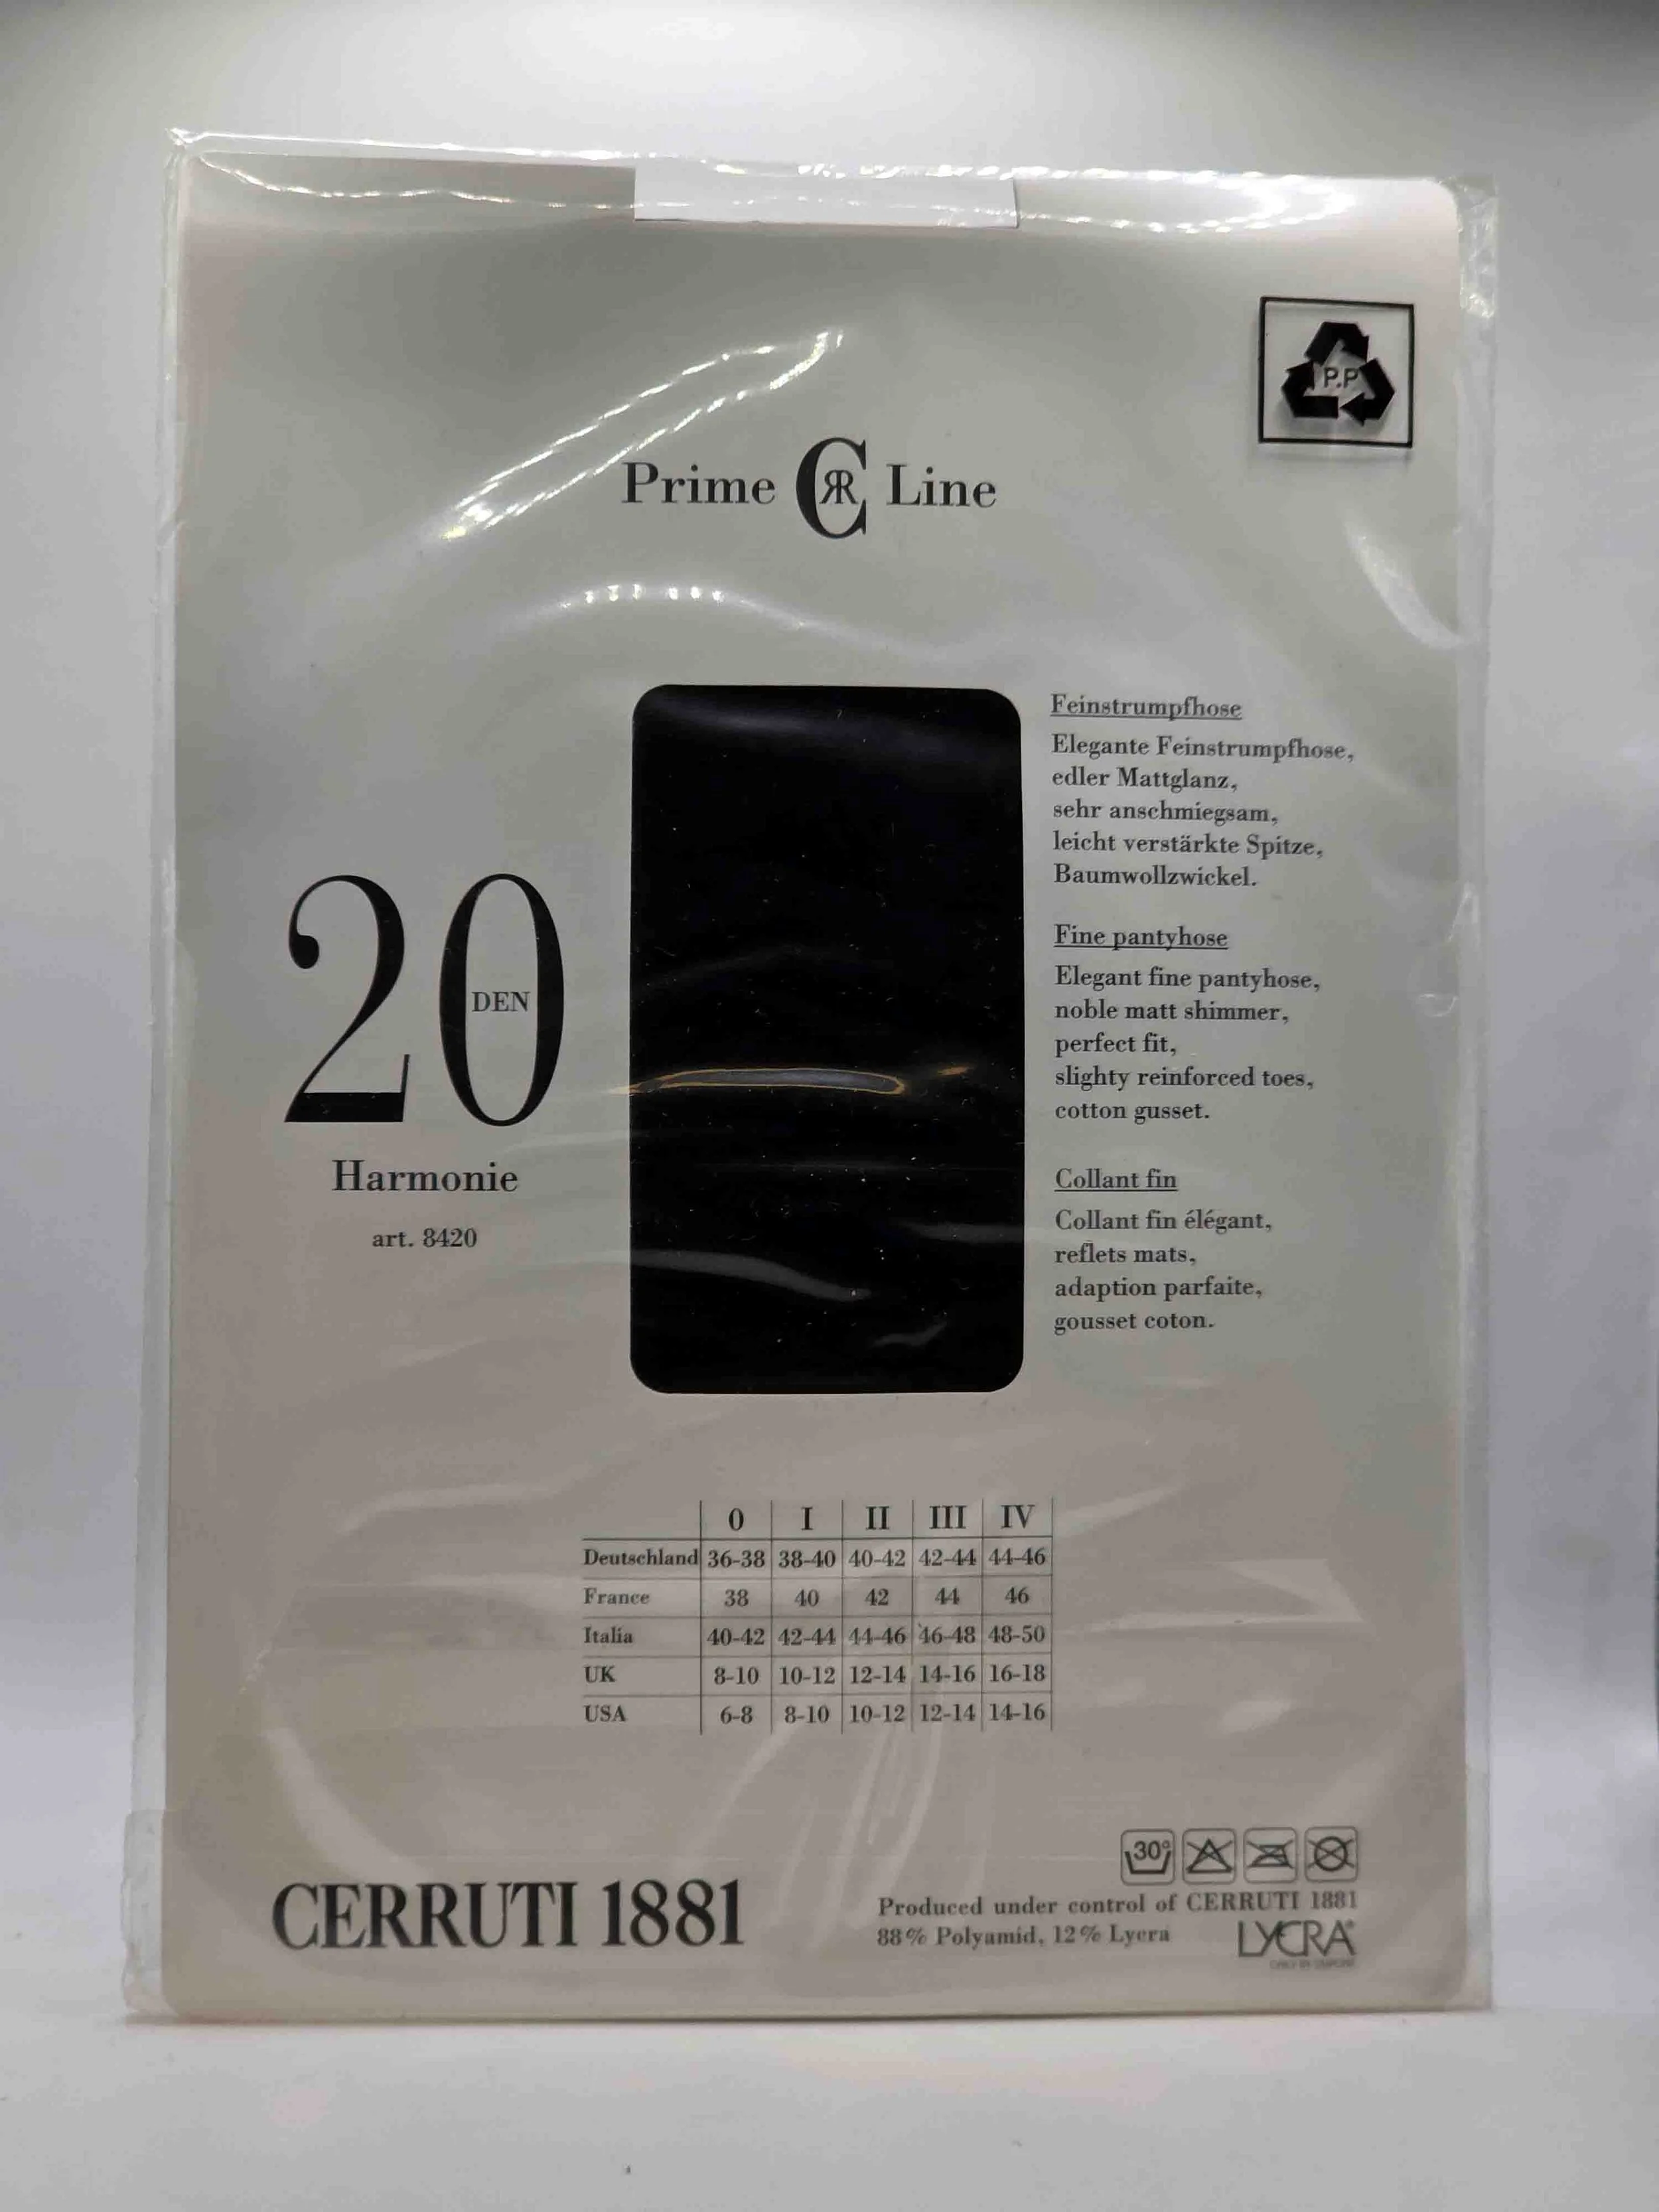 P.P
Prime CRR Line
20
DEN
Harmonie
art. 8420
Feinstrumpfhose
Elegante Feinstrumpfhose,
edler Mattglanz,
sehr anschmiegsam,
leicht verstärkte Spitze,
Baumwollzwickel.
Fine pantyhose
Elegant fine pantyhose,
noble matt shimmer,
perfect fit,
slighty reinforced toes,
cotton gusset.
Collant fin
Collant fin élégant,
reflets mats,
adaption parfaite,
gousset coton.
0 I II III IV
Deutschland 36-38 38-40 40-42 42-44 44-46
France 38 40 42 44 46
Italia 40-42 42-44 44-46 46-48 48-50
UK 8-10 10-12 12-14 14-16 16-18
USA 6-8 8-10 10-12 12-14 14-16
30°
CERRUTI 1881
Produced under control of CERRUTI 1881
88% Polyamid, 12% Lycra
LYCRA®